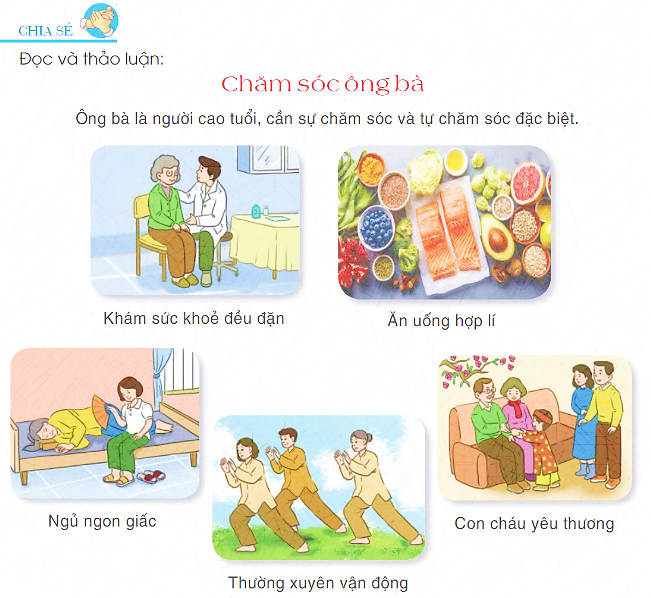 CHIA SẺ
Đọc và thảo luận:
Chăm sóc ông bà
Ông bà là người cao tuổi, cần sự chăm sóc và tự chăm sóc đặc biệt.
Khám sức khoẻ đều đặn
Ăn uống hợp lí
Ngủ ngon giấc
Con cháu yêu thương
Thường xuyên vận động